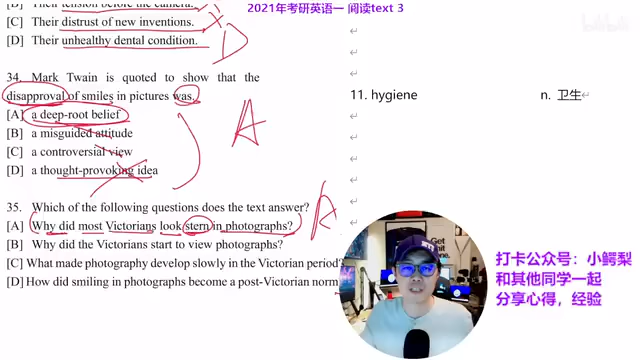 2021年考研英语一 阅读text 3
[B] Their tension before the camera.
[C] Their distrust of new inventions.
[D] Their unhealthy dental condition.
D
34. Mark Twain is quoted to show that the
disapproval of smiles in pictures was.
[A] a deep-root belief
[B] a misguided attitude
[C] a controversial view
[D] a thought-provoking idea
A
35. Which of the following questions does the text answer?
[A] Why did most Victorians look stern in photographs?
[B] Why did the Victorians start to view photographs?
[C] What made photography develop slowly in the Victorian period?
[D] How did smiling in photographs become a post-Victorian norm
A
11. hygiene n. 卫生
bilibili
打卡公众号：小鳄梨
和其他同学一起
分享心得，经验